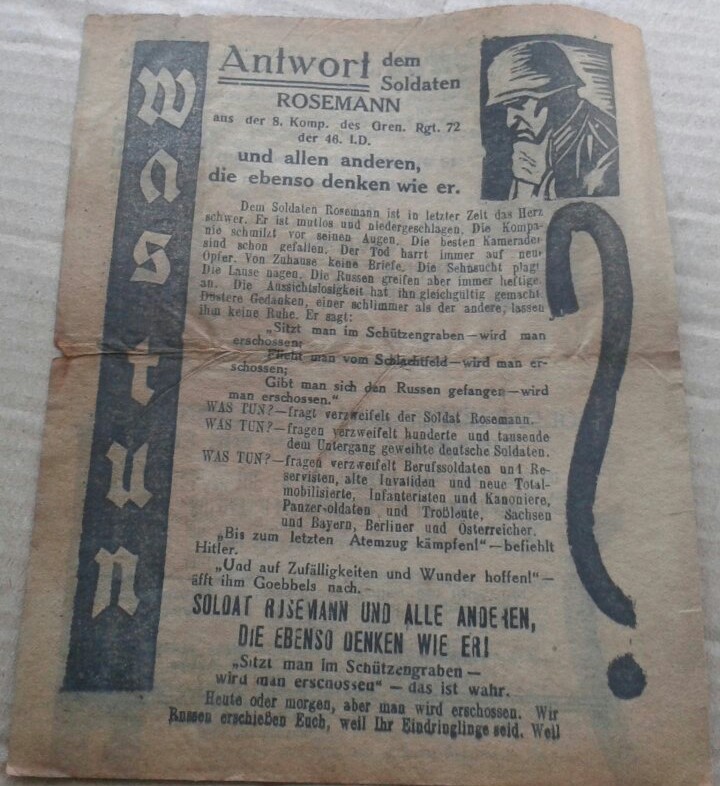 Was tun
Antwort dem
Soldaten
ROSEMANN
aus der 8. Komp. des Gren. Rgt. 72
der 46. I.D.
und allen anderen,
die ebenso denken wie er.
Dem Soldaten Rosemann ist in letzter Zeit das Herz
schwer. Er ist mutlos und niedergeschlagen. Die Kompa-
nie schmilzt vor seinen Augen. Die besten Kamerader
sind schon gefallen. Der Tod harrt immer auf neue
Opfer. Von Zuhause keine Briefe. Die Sehnsucht plagt
Die Läuse nagen. Die Russen greifen aber immer heftige
an. Die Aussichtslosigkeit hat ihn gleichgültig gemacht
Düstere Gedanken, einer schlimmer als der andere, lassen
ihm keine Ruhe. Er sagt:
„Sitzt man im Schützengraben—wird man
erschossen;
Flieht man vom Schlachtfeld—wird man er-
schossen;
Gibt man sich den Russen gefangen—wird
man erschossen."
WAS TUN?—fragt verzweifelt der Soldat Rosemann.
WAS TUN?—fragen verzweifelt hunderte und tausende
dem Untergang geweihte deutsche Soldaten.
WAS TUN?—fragen verzweifelt Berufssoldaten und Re-
servisten, alte Invaliden und neue Total-
mobilisierte, Infanteristen und Kanoniere,
Panzersoldaten und Troßleute, Sachsen
und Bayern, Berliner und Österreicher.
„Bis zum letzten Atemzug kämpfen!"—befiehlt
Hitler.
„Und auf Zufälligkeiten und Wunder hoffen!"—
äfft ihm Goebbels nach.
SOLDAT ROSEMANN UND ALLE ANDEREN,
DIE EBENSO DENKEN WIE ER!
„Sitzt man im Schützengraben—
wird man erschossen" — das ist wahr.
Heute oder morgen, aber man wird erschossen. Wir
Russen erschießen Euch, weil Ihr Eindringlinge seid. Weil
?